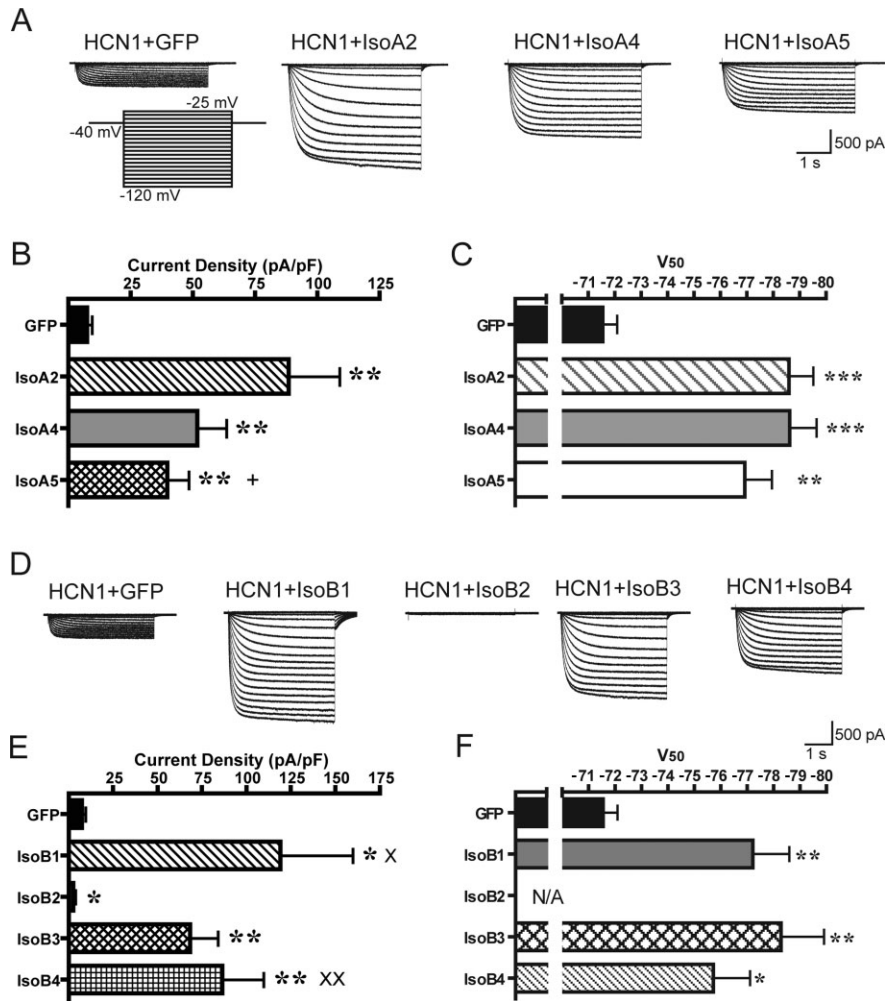 A
HCN1+GFP
HCN1+IsoA2
HCN1+IsoA4
HCN1+IsoA5
-25 mV
-40 mV
-120 mV
500 pA
1 s
B
Current Density (pA/pF)
25 50 75 100 125
GFP
IsoA2
**
IsoA4
**
IsoA5
** +
C
V50
-71 -72 -73 -74 -75 -76 -77 -78 -79 -80
GFP
IsoA2
***
IsoA4
***
IsoA5
**
D
HCN1+GFP
HCN1+IsoB1
HCN1+IsoB2
HCN1+IsoB3
HCN1+IsoB4
500 pA
1 s
E
Current Density (pA/pF)
25 50 75 100 125 150 175
GFP
IsoB1
* X
IsoB2
*
IsoB3
**
IsoB4
** XX
F
V50
-71 -72 -73 -74 -75 -76 -77 -78 -79 -80
GFP
IsoB1
**
IsoB2
N/A
IsoB3
**
IsoB4
*